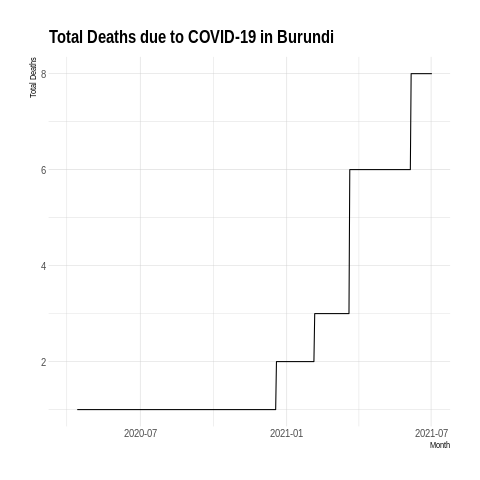 Total Deaths due to COVID-19 in Burundi
Total Deaths
8
6
4
2
2020-07
2021-01
2021-07
Month